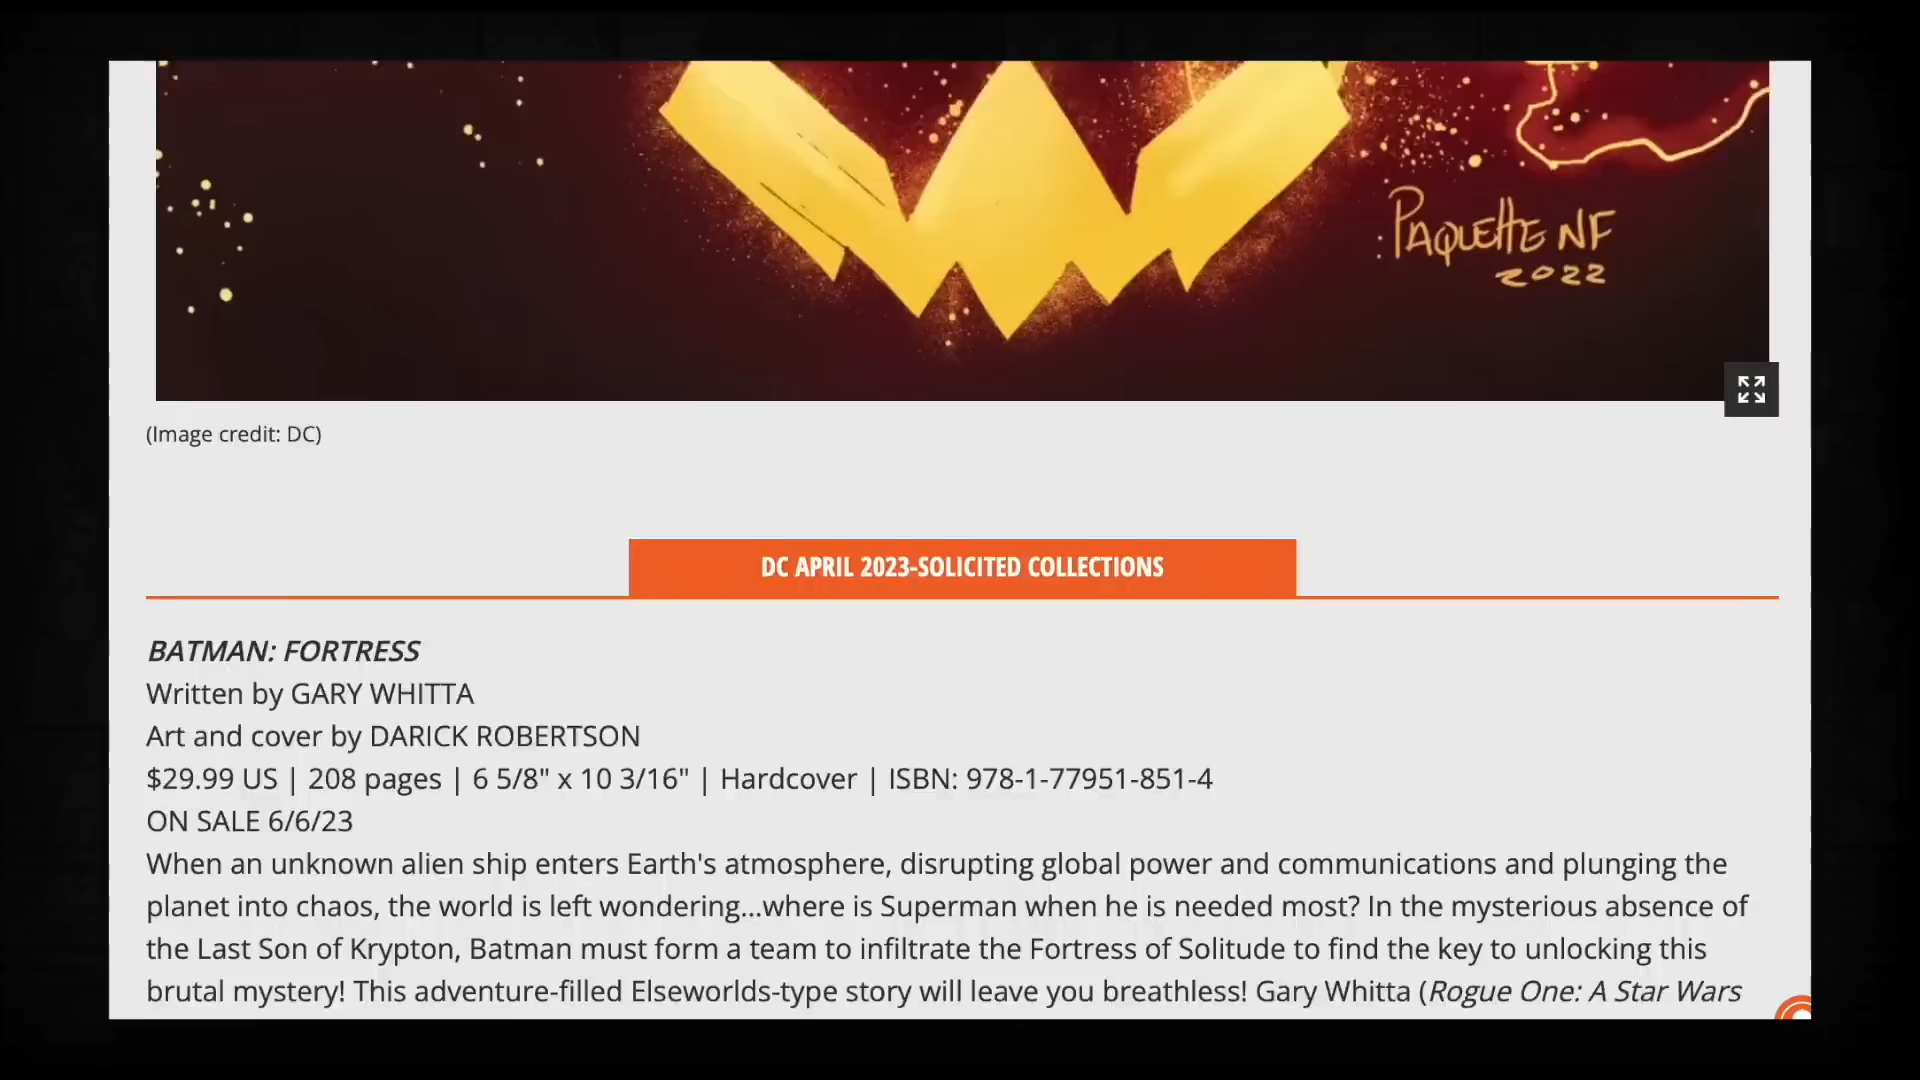 PAQUETTE NF
2022
(Image credit: DC)
DC APRIL 2023-SOLICITED COLLECTIONS
BATMAN: FORTRESS
Written by GARY WHITTA
Art and cover by DARICK ROBERTSON
$29.99 US | 208 pages | 6 5/8" x 10 3/16" | Hardcover | ISBN: 978-1-77951-851-4
ON SALE 6/6/23
When an unknown alien ship enters Earth's atmosphere, disrupting global power and communications and plunging the
planet into chaos, the world is left wondering...where is Superman when he is needed most? In the mysterious absence of
the Last Son of Krypton, Batman must form a team to infiltrate the Fortress of Solitude to find the key to unlocking this
brutal mystery! This adventure-filled Elseworlds-type story will leave you breathless! Gary Whitta (Rogue One: A Star Wars